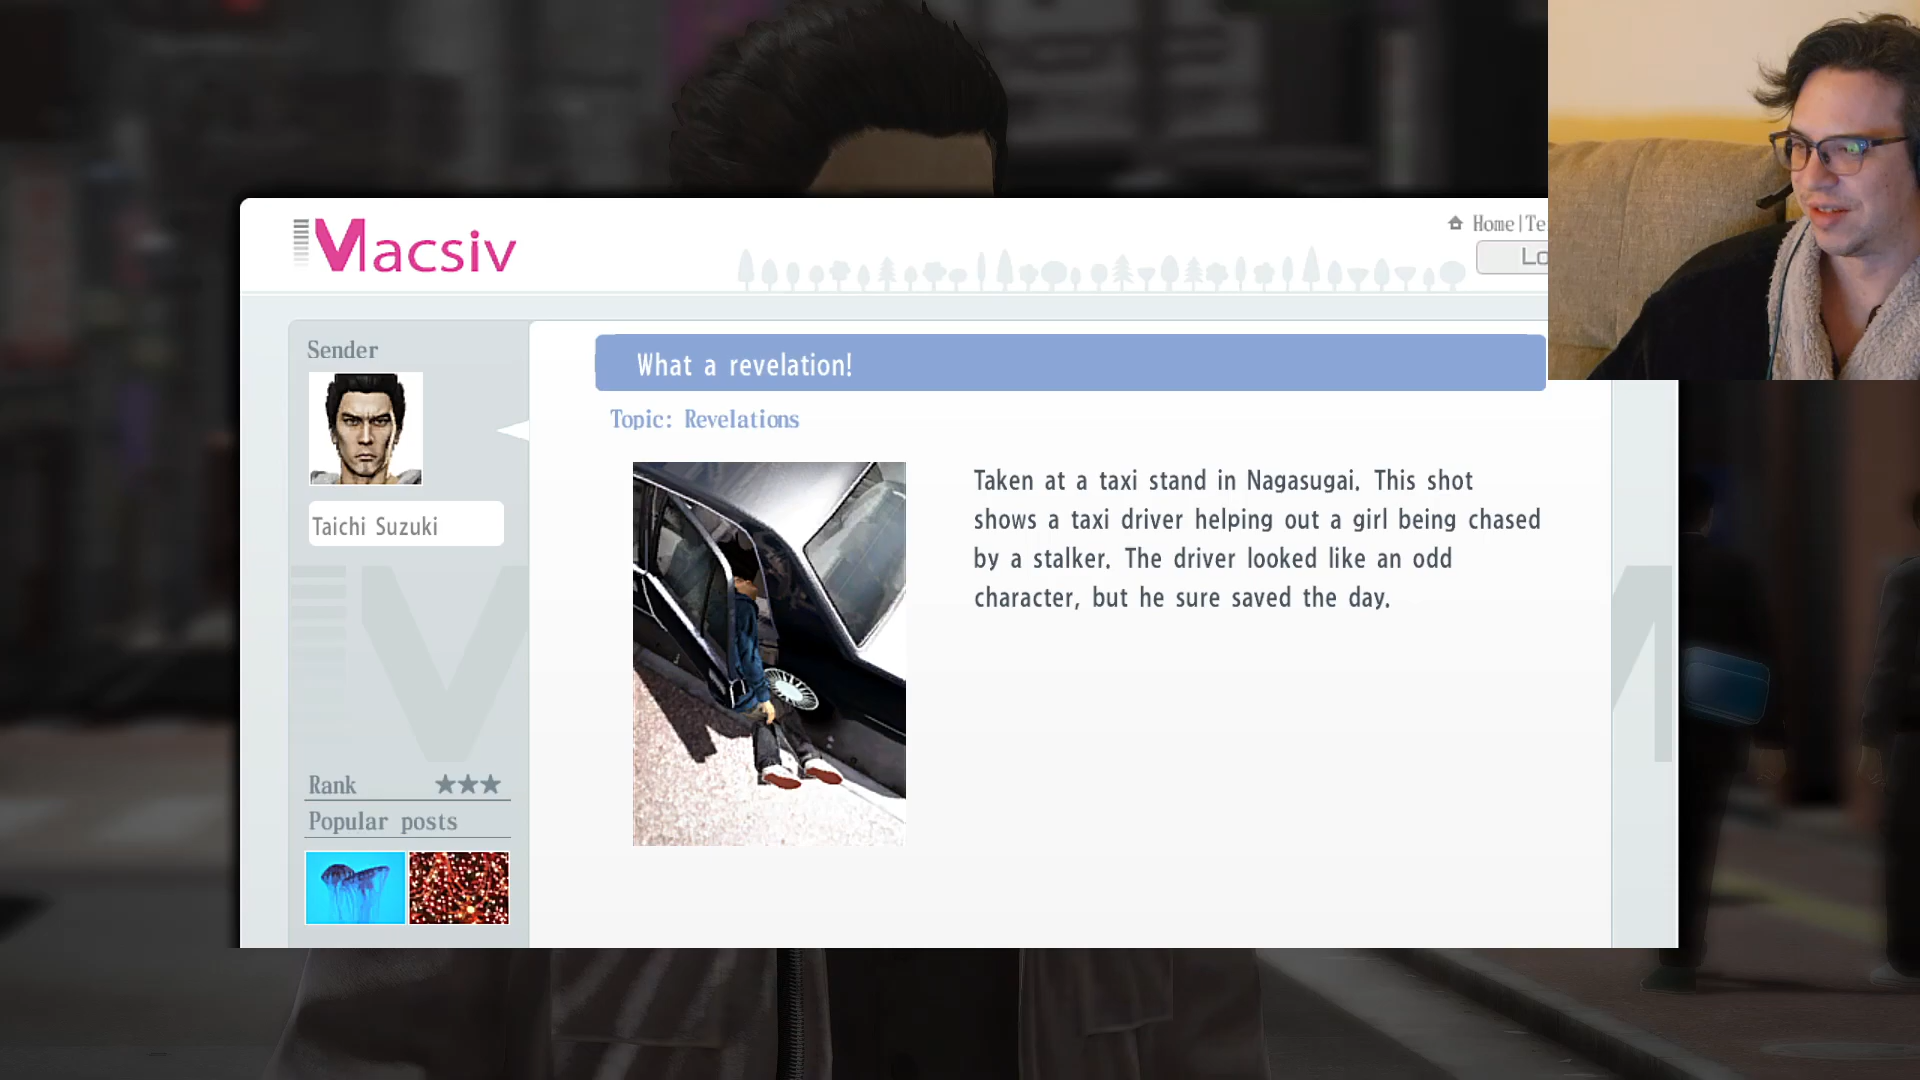 Macsiv
Home|Te
Lo
Sender
What a revelation!
Topic: Revelations
Taichi Suzuki
Taken at a taxi stand in Nagasugai. This shot
shows a taxi driver helping out a girl being chased
by a stalker. The driver looked like an odd
character, but he sure saved the day.
Rank ★★★
Popular posts